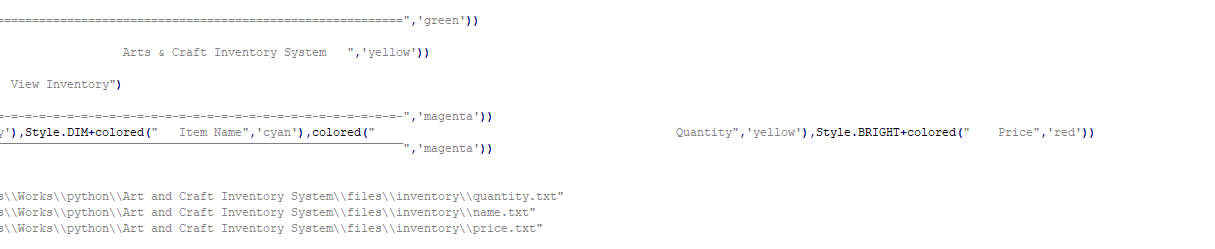 ============================================================",'green'))
Arts & Craft Inventory System   ",'yellow'))
View Inventory")
-=-=-=-=-=-=-=-=-=-=-=-=-=-=-=-=-=-=-=-=-=-=-=-=-=-=-=-=-=-",'magenta'))
y'),Style.DIM+colored("   Item Name",'cyan'),colored("                                           Quantity",'yellow'),Style.BRIGHT+colored("    Price",'red'))
__________________________________________________________",'magenta'))
s\\Works\\python\\Art and Craft Inventory System\\files\\inventory\\quantity.txt"
s\\Works\\python\\Art and Craft Inventory System\\files\\inventory\\name.txt"
s\\Works\\python\\Art and Craft Inventory System\\files\\inventory\\price.txt"